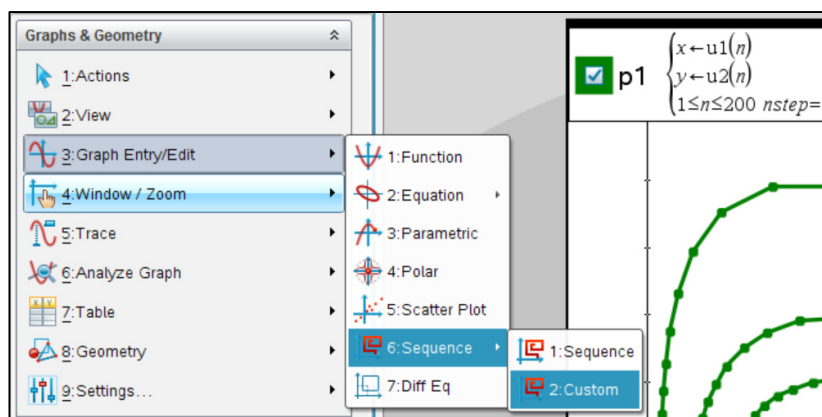 Graphs & Geometry
1:Actions
2:View
3:Graph Entry/Edit
4:Window / Zoom
5:Trace
6:Analyze Graph
7:Table
8:Geometry
9:Settings...
1:Function
2:Equation
3:Parametric
4:Polar
5:Scatter Plot
6:Sequence
7:Diff Eq
1:Sequence
2:Custom
p1
x←u1(n)
y←u2(n)
1≤n≤200 nstep=